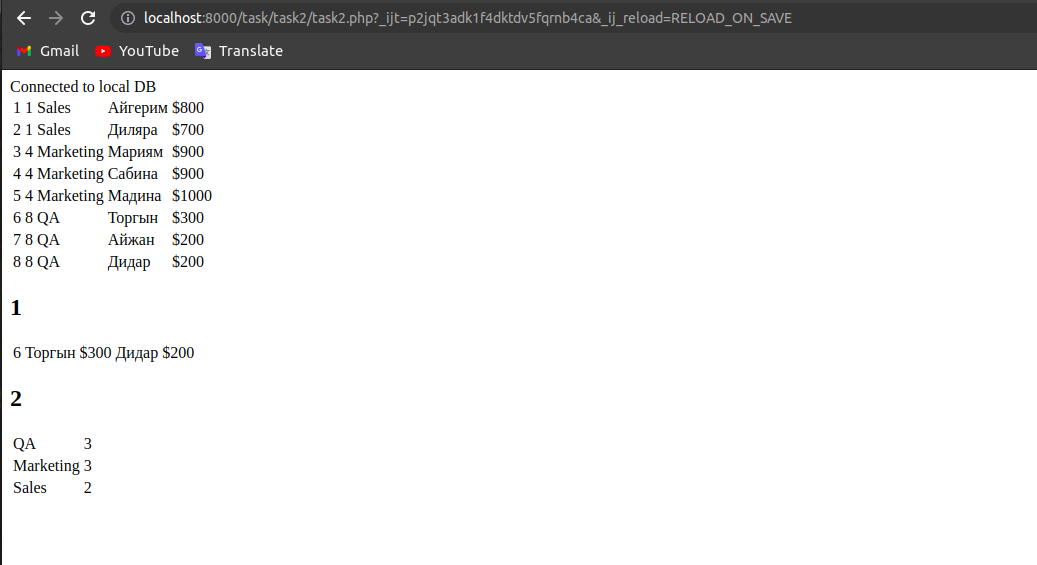 localhost:8000/task/task2/task2.php?_ijt=p2jqt3adk1f4dktdv5fqrnb4ca&_ij_reload=RELOAD_ON_SAVE
Gmail YouTube Translate
Connected to local DB
1 1 Sales Айгерим $800
2 1 Sales Диляра $700
3 4 Marketing Мариям $900
4 4 Marketing Сабина $900
5 4 Marketing Мадина $1000
6 8 QA Торгын $300
7 8 QA Айжан $200
8 8 QA Дидар $200
1
6 Торгын $300 Дидар $200
2
QA 3
Marketing 3
Sales 2